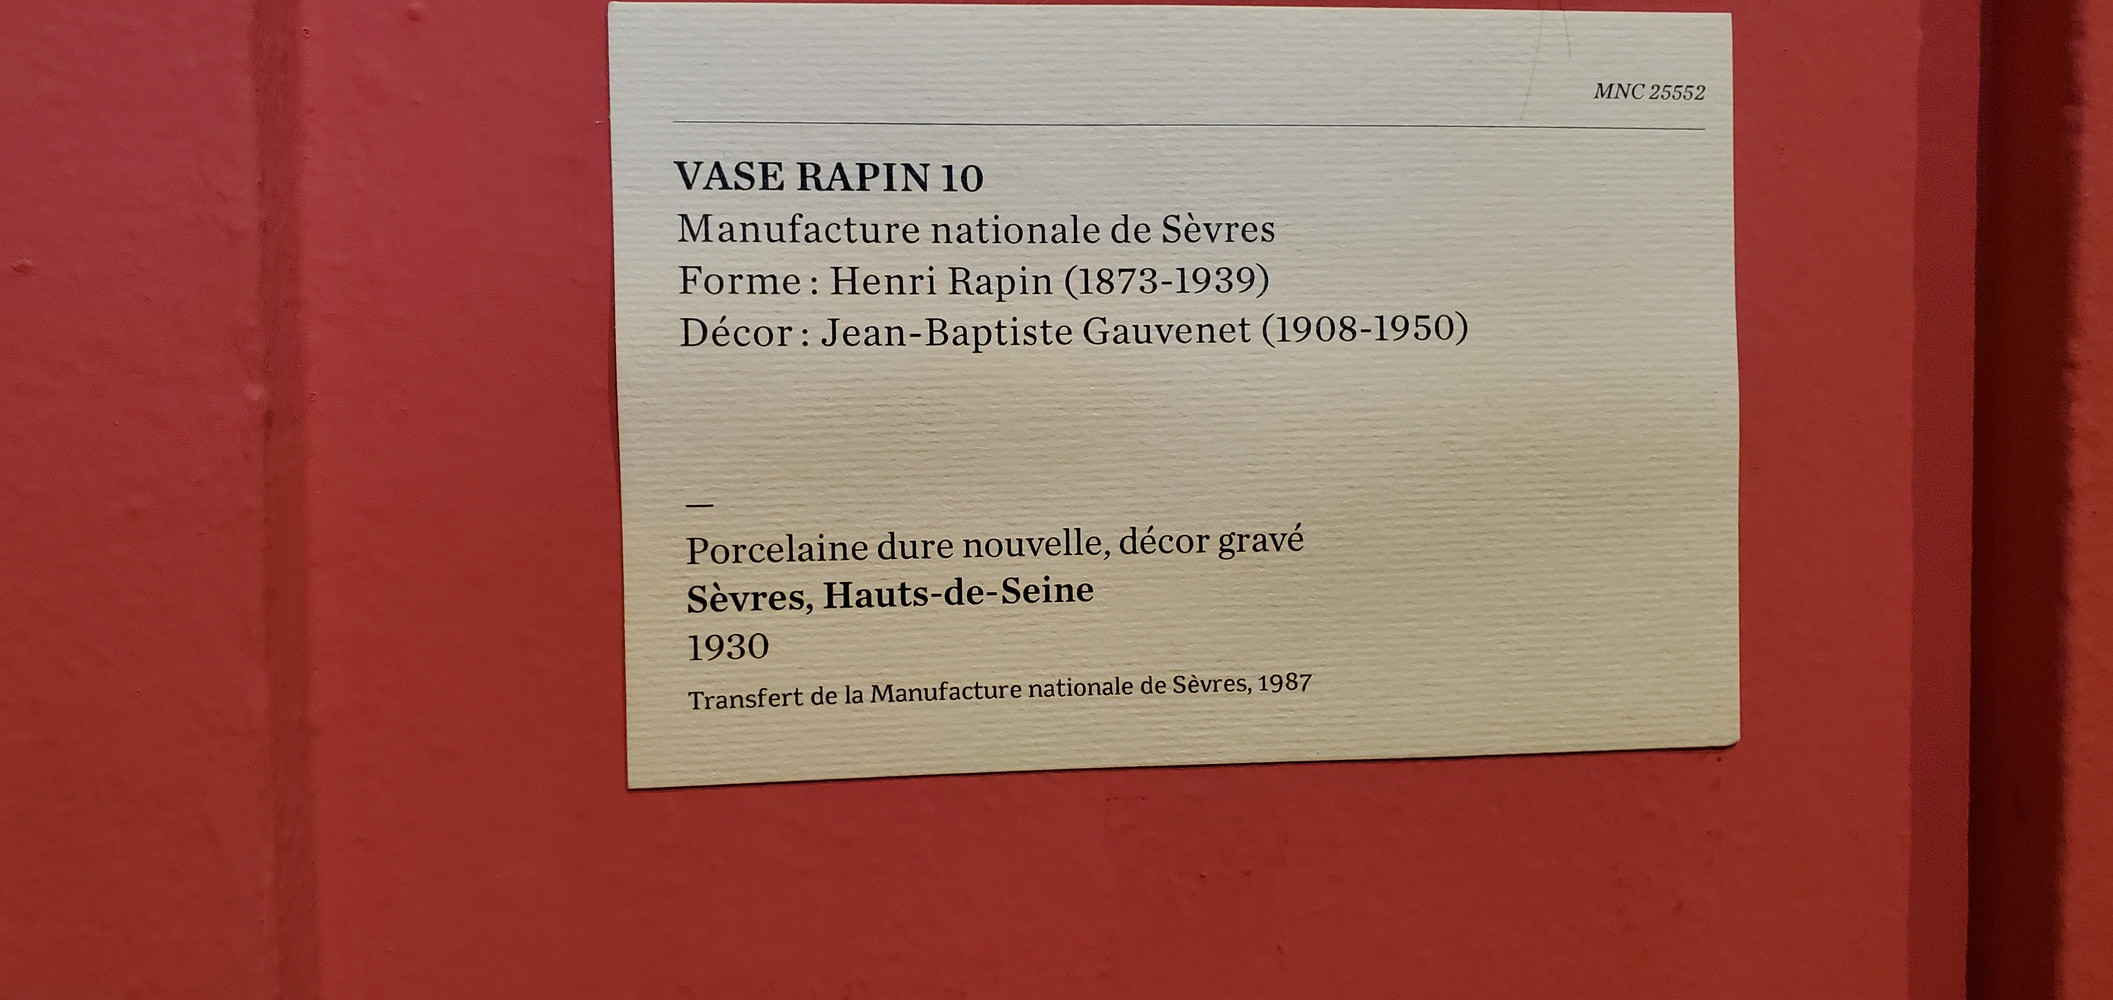 MNC 25552
VASE RAPIN 10
Manufacture nationale de Sèvres
Forme : Henri Rapin (1873-1939)
Décor : Jean-Baptiste Gauvenet (1908-1950)
—
Porcelaine dure nouvelle, décor gravé
Sèvres, Hauts-de-Seine
1930
Transfert de la Manufacture nationale de Sèvres, 1987